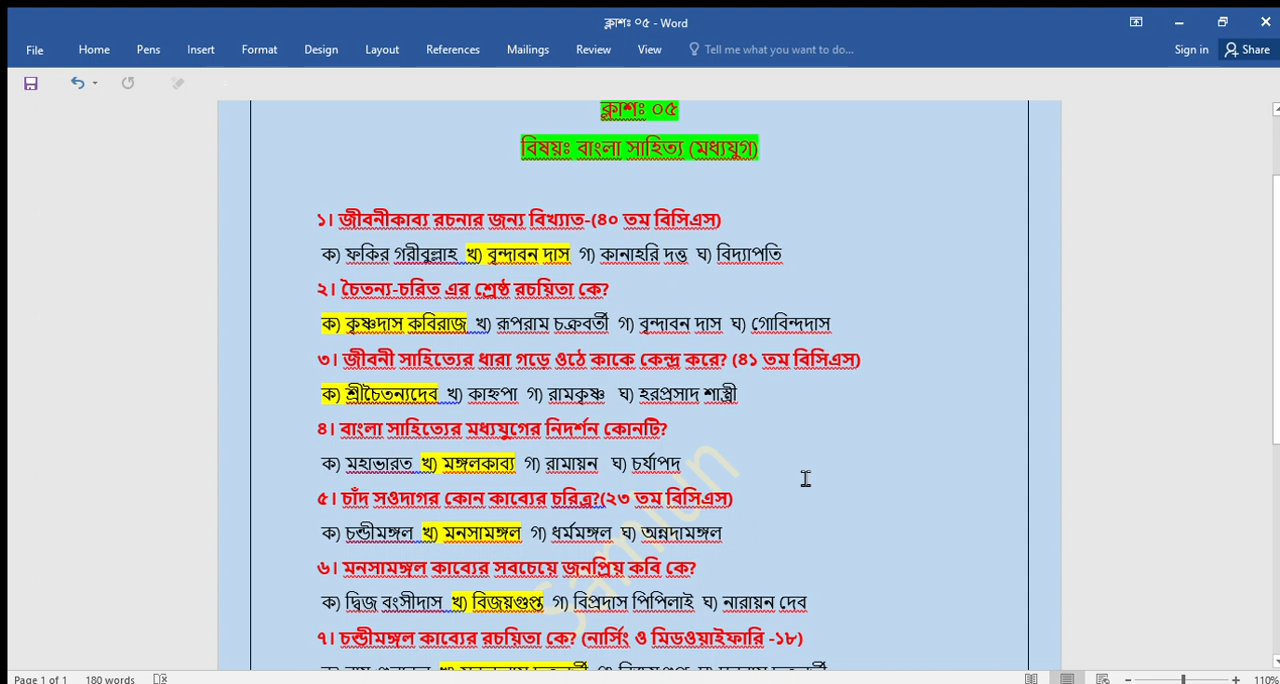 ক্লাশঃ ০৫ - Word
File Home Pens Insert Format Design Layout References Mailings Review View Tell me what you want to do... Sign in Share
ক্লাশঃ ০৫
বিষয়ঃ বাংলা সাহিত্য (মধ্যযুগ)
১। জীবনীকাব্য রচনার জন্য বিখ্যাত-(৪০ তম বিসিএস)
ক) ফকির গরীবুল্লাহ খ) বৃন্দাবন দাস গ) কানাহরি দত্ত ঘ) বিদ্যাপতি
২। চৈতন্য-চরিত এর শ্রেষ্ঠ রচয়িতা কে?
ক) কৃষ্ণদাস কবিরাজ খ) রূপরাম চক্রবর্তী গ) বৃন্দাবন দাস ঘ) গোবিন্দদাস
৩। জীবনী সাহিত্যের ধারা গড়ে ওঠে কাকে কেন্দ্র করে? (৪১ তম বিসিএস)
ক) শ্রীচৈতন্যদেব খ) কাহ্নপা গ) রামকৃষ্ণ ঘ) হরপ্রসাদ শাস্ত্রী
৪। বাংলা সাহিত্যের মধ্যযুগের নিদর্শন কোনটি?
ক) মহাভারত খ) মঙ্গলকাব্য গ) রামায়ন ঘ) চর্যাপদ
৫। চাঁদ সওদাগর কোন কাব্যের চরিত্র?(২৩ তম বিসিএস)
ক) চন্ডীমঙ্গল খ) মনসামঙ্গল গ) ধর্মমঙ্গল ঘ) অন্নদামঙ্গল
৬। মনসামঙ্গল কাব্যের সবচেয়ে জনপ্রিয় কবি কে?
ক) দ্বিজ বংসীদাস খ) বিজয়গুপ্ত গ) বিপ্রদাস পিপিলাই ঘ) নারায়ন দেব
৭। চন্ডীমঙ্গল কাব্যের রচয়িতা কে? (নার্সিং ও মিডওয়াইফারি -১৮)
Page 1 of 1 180 words 110%